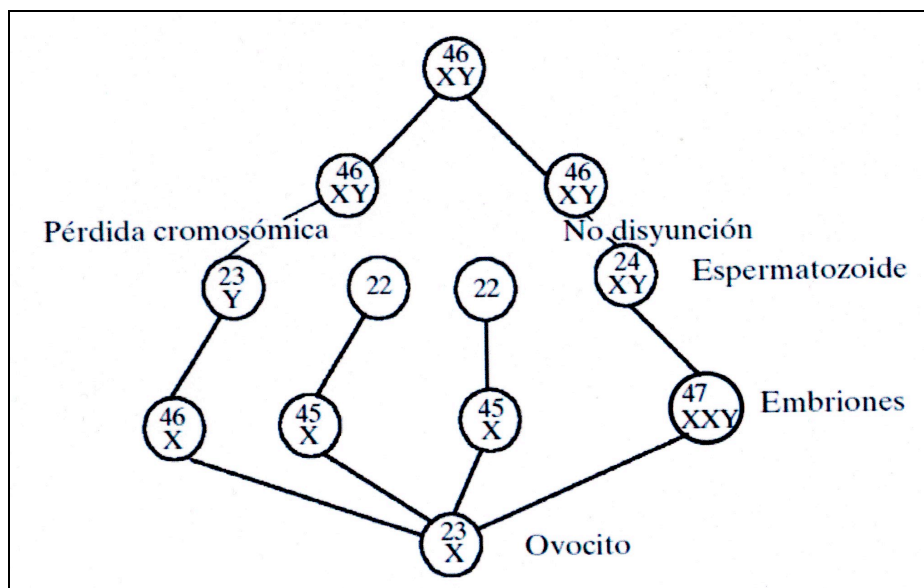 46
XY
46
XY
46
XY
Pérdida cromosómica
No disyunción
23
Y
22
22
24
XY
Espermatozoide
46
X
45
X
45
X
47
XXY
Embriones
23
X
Ovocito